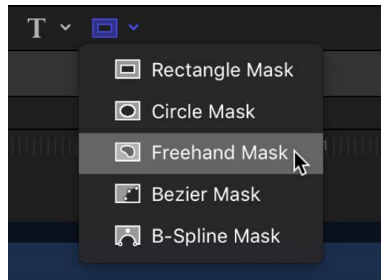 T
Rectangle Mask
Circle Mask
Freehand Mask
Bezier Mask
B-Spline Mask